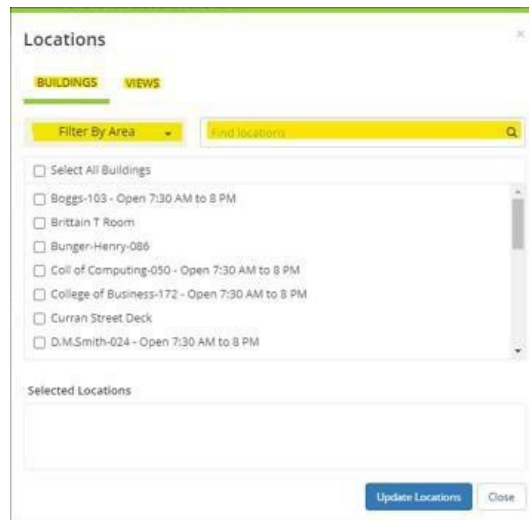 Locations ×
BUILDINGS VIEWS
Filter By Area Find locations
Select All Buildings
Boggs-103 - Open 7:30 AM to 8 PM
Brittain T Room
Bunger-Henry-086
Coll of Computing-050 - Open 7:30 AM to 8 PM
College of Business-172 - Open 7:30 AM to 8 PM
Curran Street Deck
D.M.Smith-024 - Open 7:30 AM to 8 PM
Selected Locations
Update Locations Close